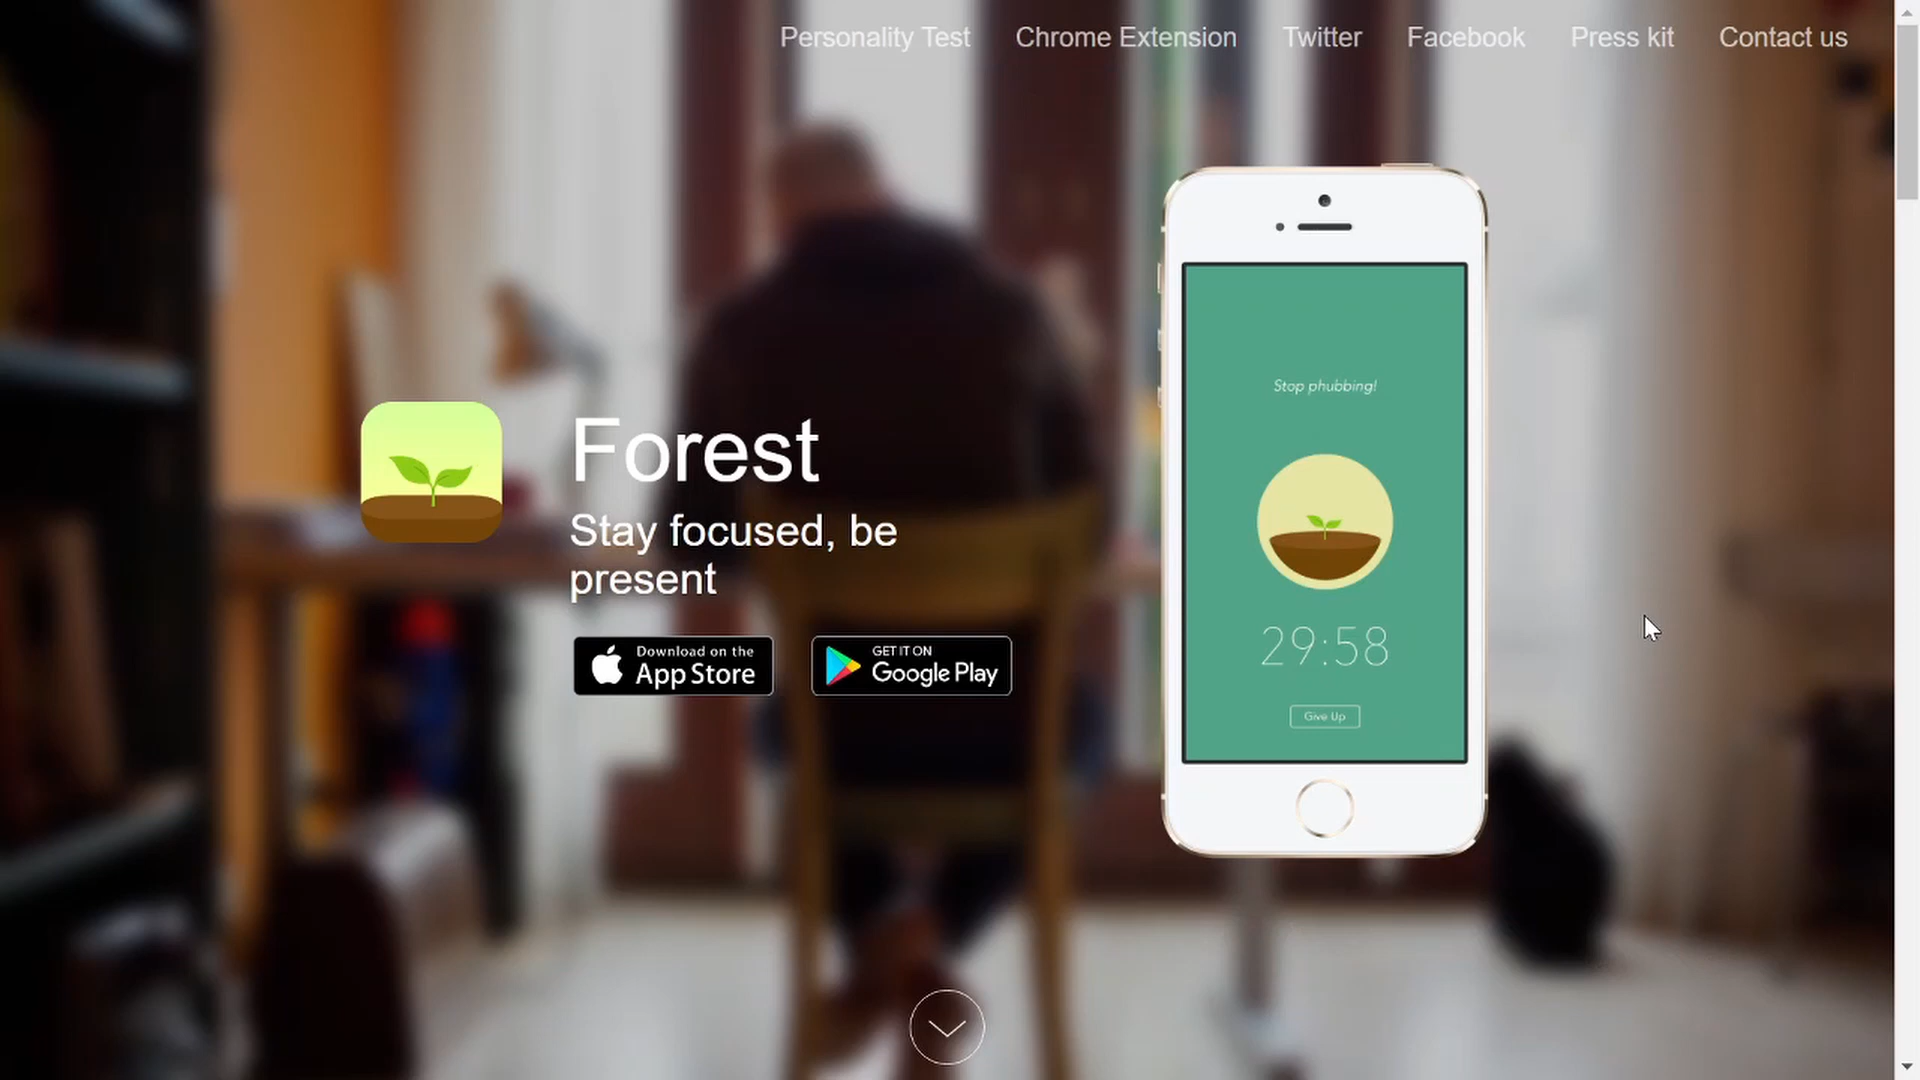 Personality Test Chrome Extension Twitter Facebook Press kit Contact us
Forest
Stay focused, be
present
Download on the
App Store
GET IT ON
Google Play
Stop phubbing!
29:58
Give Up